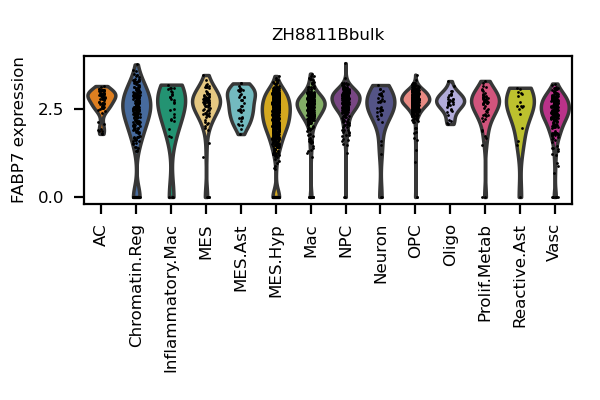 ZH8811Bbulk
FABP7 expression
2.5
0.0
AC
Chromatin.Reg
Inflammatory.Mac
MES
MES.Ast
MES.Hyp
Mac
NPC
Neuron
OPC
Oligo
Prolif.Metab
Reactive.Ast
Vasc